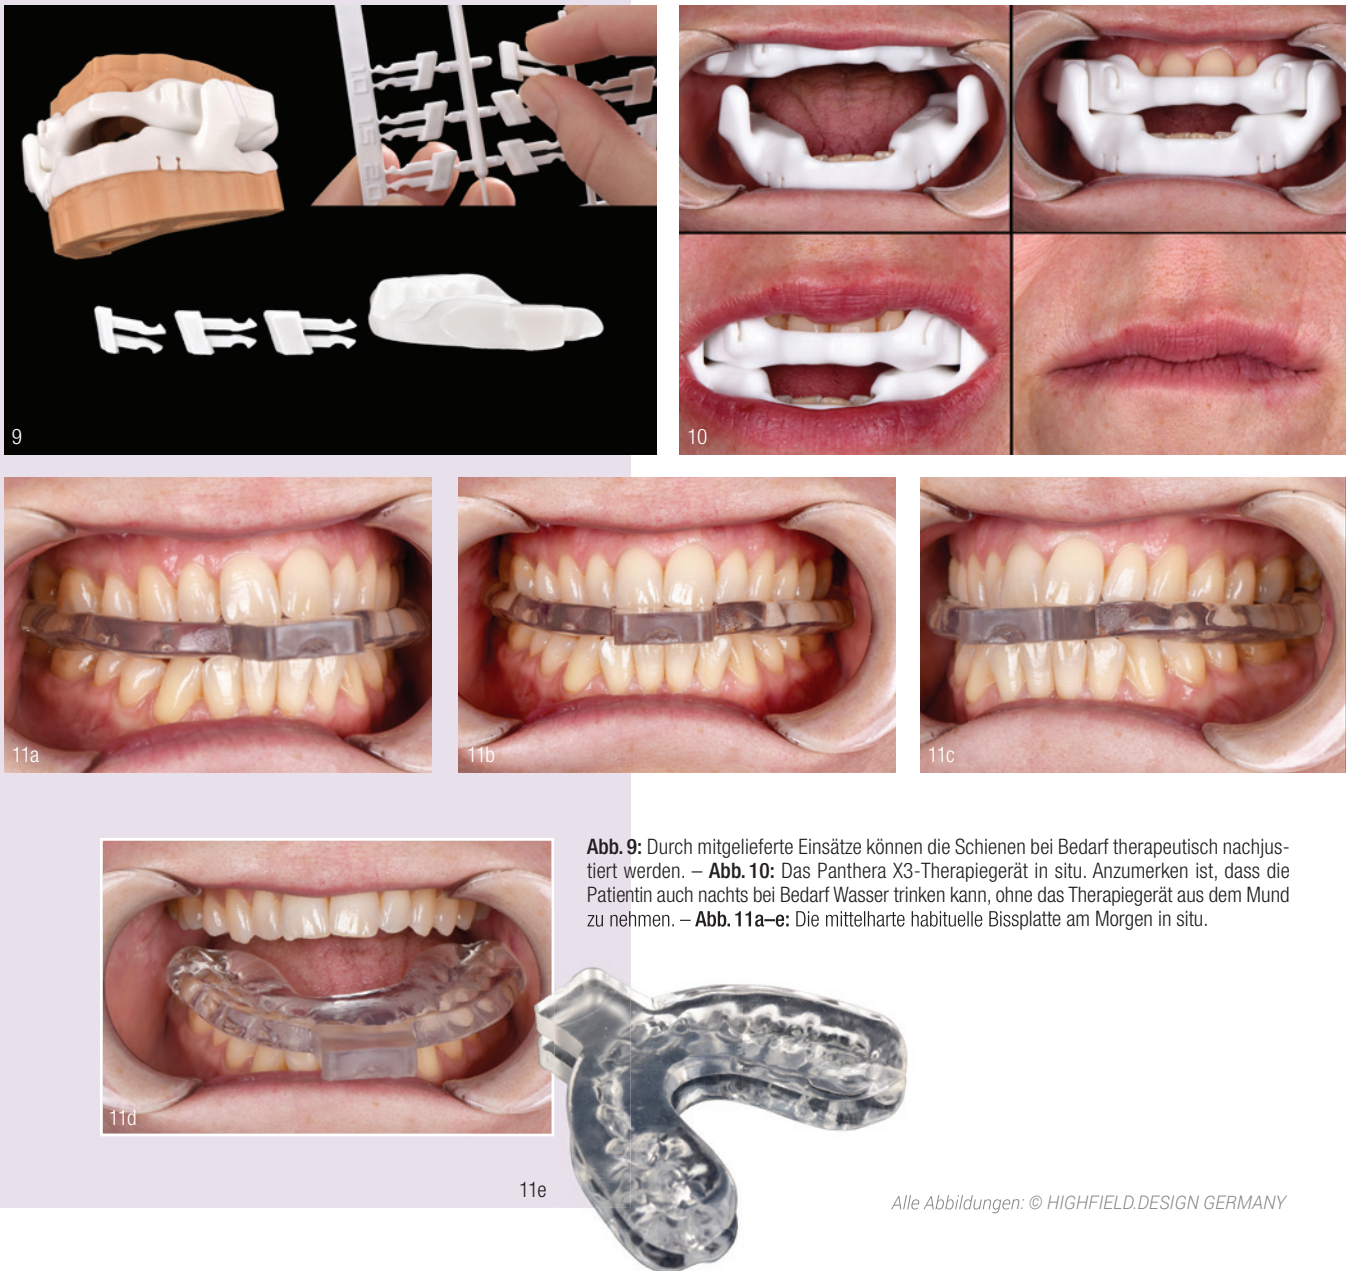 10
15
20
9
10
11a
11b
11c
Abb. 9: Durch mitgelieferte Einsätze können die Schienen bei Bedarf therapeutisch nachjus-
tiert werden. – Abb. 10: Das Panthera X3-Therapiegerät in situ. Anzumerken ist, dass die
Patientin auch nachts bei Bedarf Wasser trinken kann, ohne das Therapiegerät aus dem Mund
zu nehmen. – Abb. 11a–e: Die mittelharte habituelle Bissplatte am Morgen in situ.
11d
11e
Alle Abbildungen: © HIGHFIELD.DESIGN GERMANY